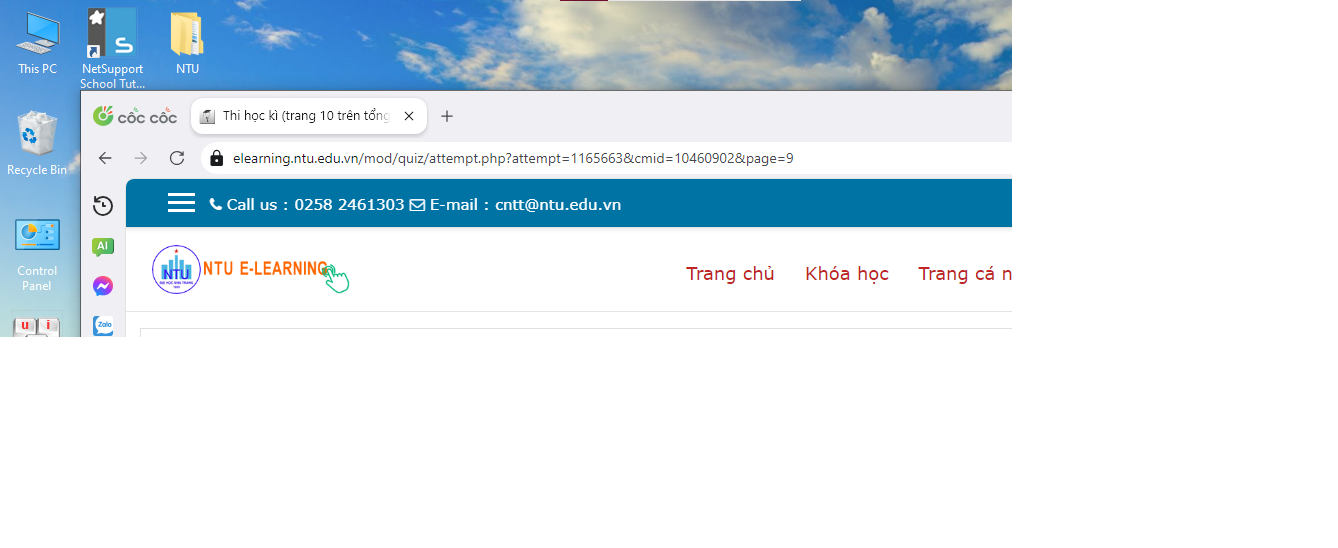 This PC
NetSupport
School Tut...
NTU
Recycle Bin
Control
Panel
u i
cốc cốc
Thi học kì (trang 10 trên tổng
elearning.ntu.edu.vn/mod/quiz/attempt.php?attempt=1165663&cmid=10460902&page=9
AI
Zalo
Call us : 0258 2461303 E-mail : cntt@ntu.edu.vn
NTU
NTU E-LEARNING
Trang chủ Khóa học Trang cá n